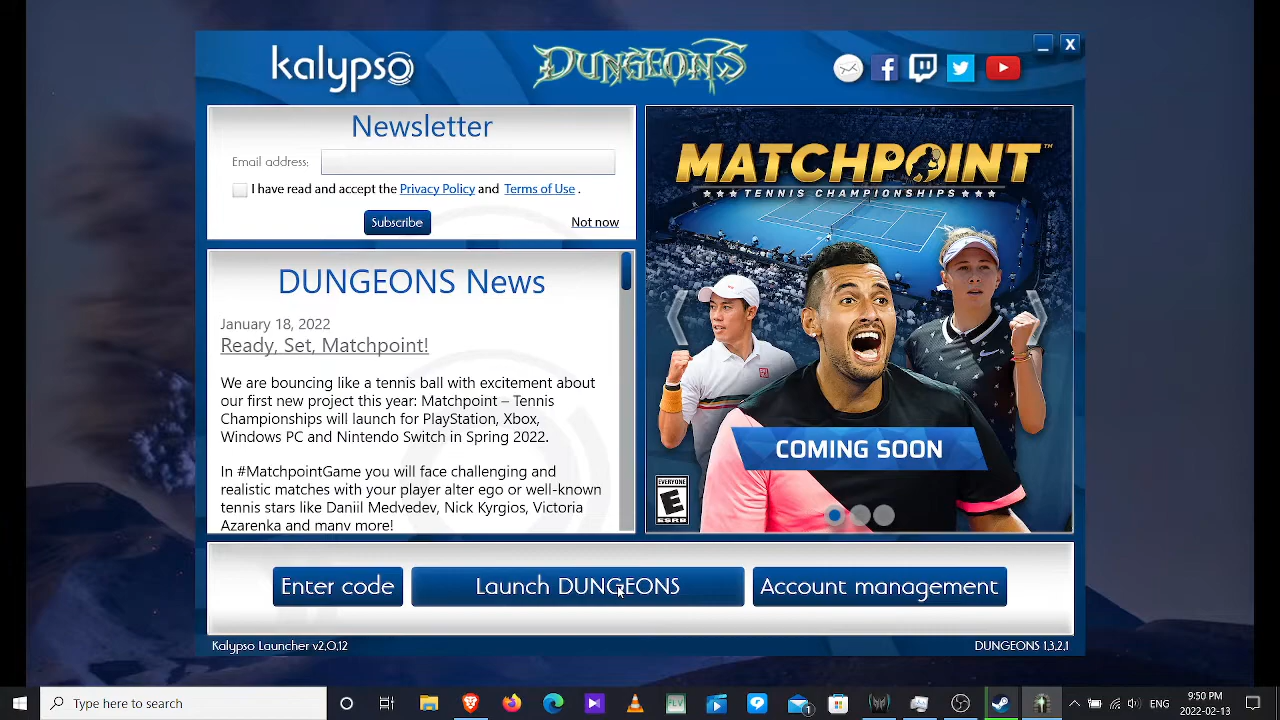 kalypso
DUNGEONS
Newsletter
Email address:
I have read and accept the Privacy Policy and Terms of Use .
Subscribe
Not now
DUNGEONS News
January 18, 2022
Ready, Set, Matchpoint!
We are bouncing like a tennis ball with excitement about
our first new project this year: Matchpoint – Tennis
Championships will launch for PlayStation, Xbox,
Windows PC and Nintendo Switch in Spring 2022.
In #MatchpointGame you will face challenging and
realistic matches with your player alter ego or well-known
tennis stars like Daniil Medvedev, Nick Kyrgios, Victoria
Azarenka and many more!
MATCHPOINT™
TENNIS CHAMPIONSHIPS
COMING SOON
EVERYONE
E
ESRB
Enter code
Launch DUNGEONS
Account management
Kalypso Launcher v2.0.12
DUNGEONS 1.3.2.1
Type here to search
FLV
1
ENG
9:50 PM
2022-02-13